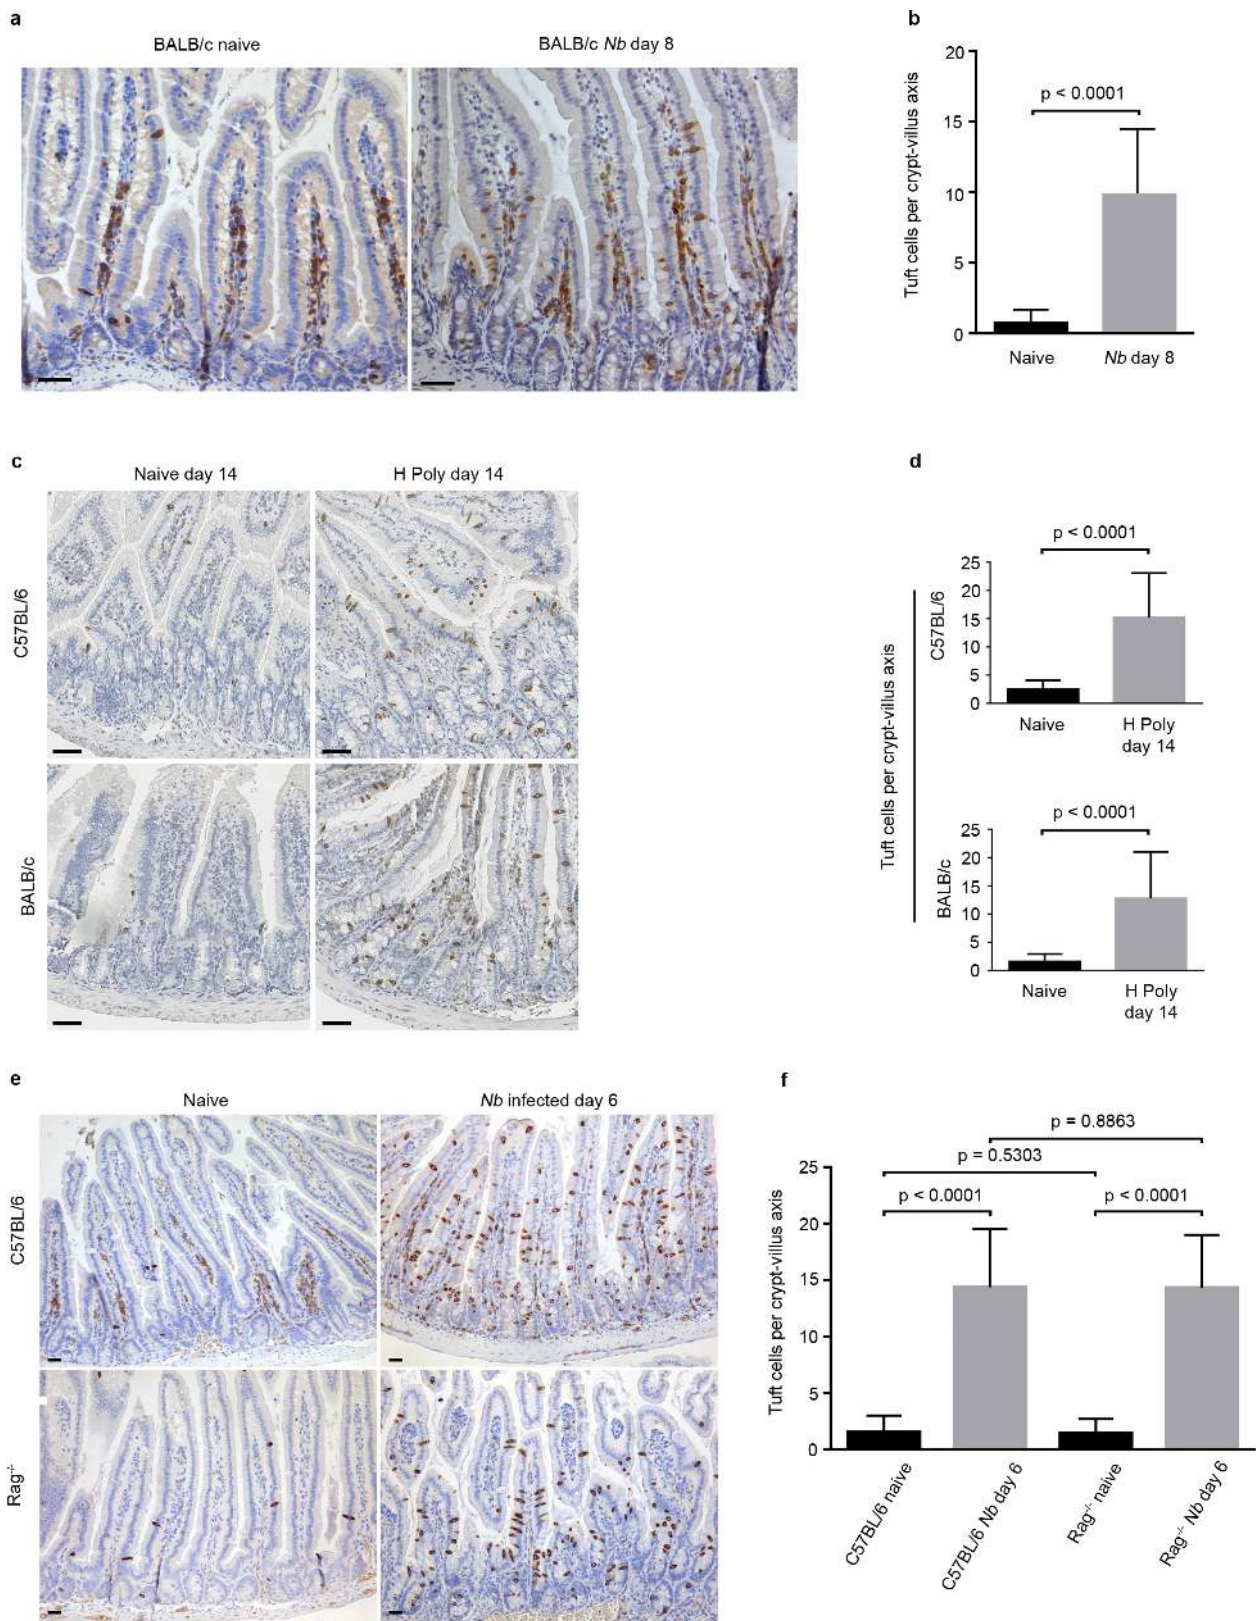 a
BALB/c naive
BALB/c Nb day 8
b
Tuft cells per crypt-villus axis
20
15
10
5
0
p < 0.0001
Naive
Nb day 8
c
Naive day 14
H Poly day 14
C57BL/6
BALB/c
d
Tuft cells per crypt-villus axis
C57BL/6
p < 0.0001
25
20
15
10
5
0
Naive
H Poly
day 14
BALB/c
p < 0.0001
25
20
15
10
5
0
Naive
H Poly
day 14
e
Naive
Nb infected day 6
C57BL/6
Rag⁻/⁻
f
Tuft cells per crypt-villus axis
p = 0.8863
p = 0.5303
p < 0.0001
p < 0.0001
25
20
15
10
5
0
C57BL/6 naive
C57BL/6 Nb day 6
Rag⁻/⁻ naive
Rag⁻/⁻ Nb day 6